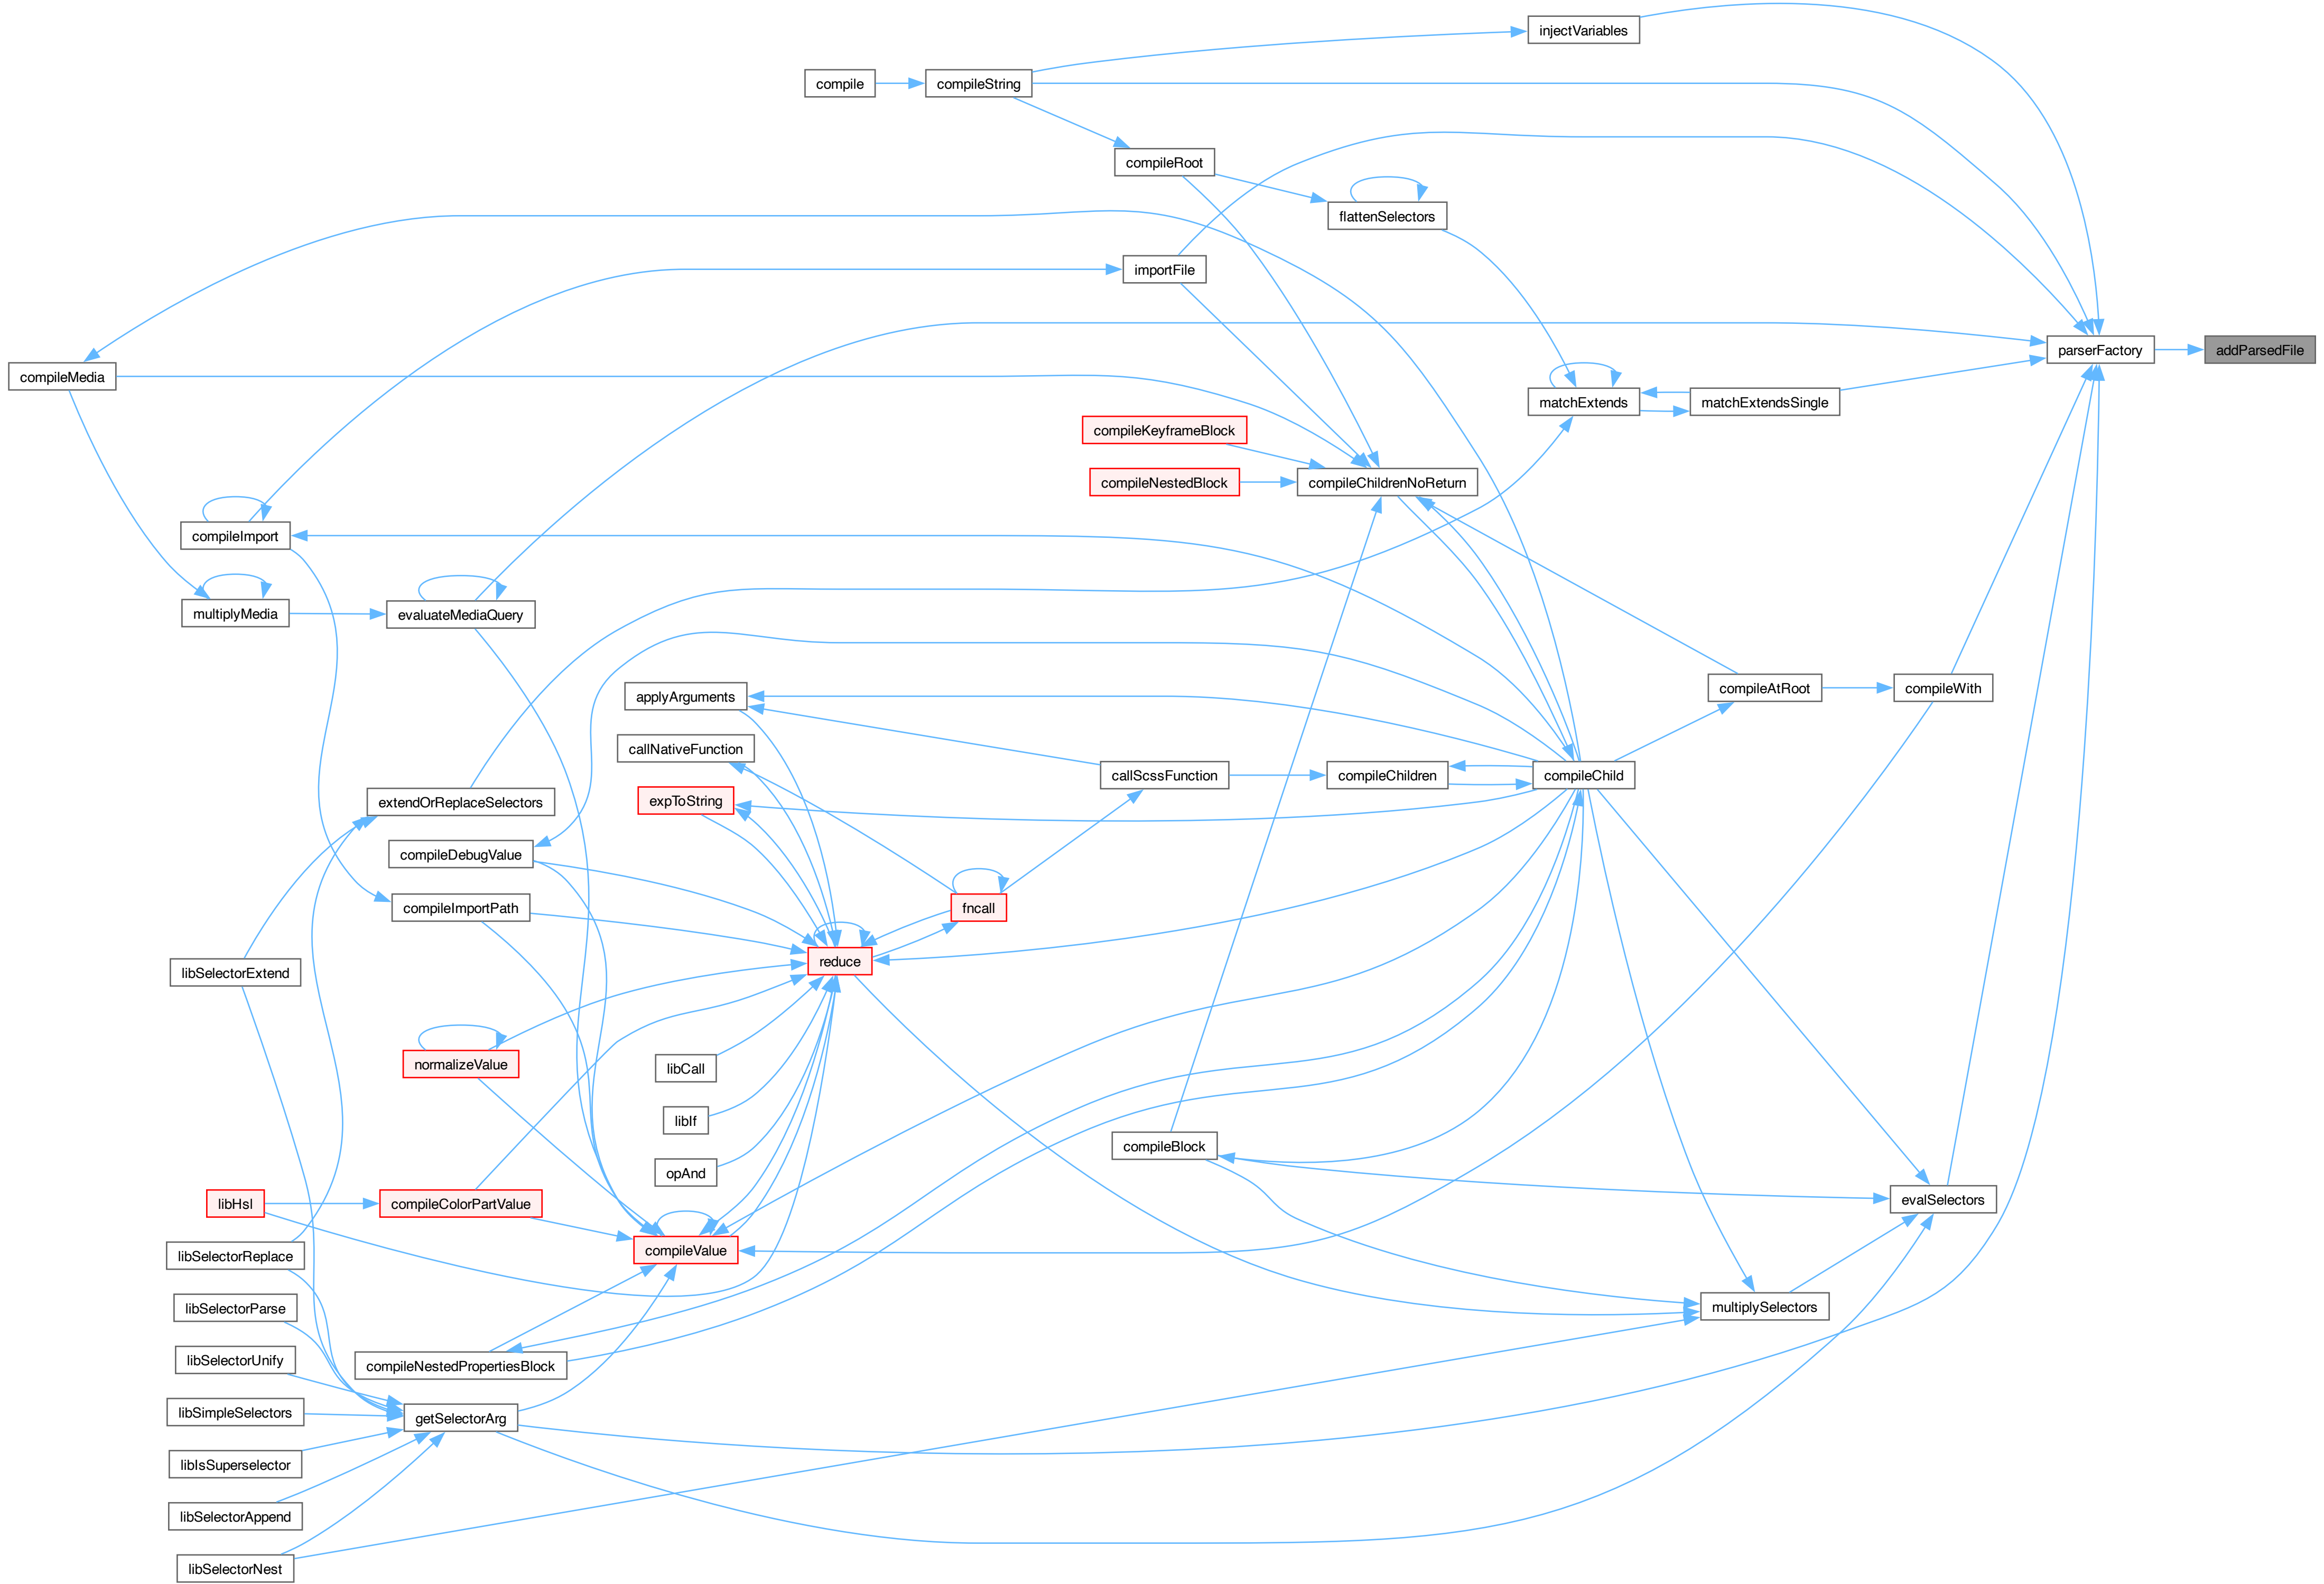 injectVariables
compile
compileString
compileRoot
flattenSelectors
importFile
parserFactory
addParsedFile
compileMedia
matchExtends
matchExtendsSingle
compileKeyframeBlock
compileNestedBlock
compileChildrenNoReturn
compileImport
multiplyMedia
evaluateMediaQuery
compileAtRoot
compileWith
applyArguments
callNativeFunction
callScssFunction
compileChildren
compileChild
extendOrReplaceSelectors
expToString
compileDebugValue
compileImportPath
fncall
reduce
libSelectorExtend
normalizeValue
libCall
libIf
compileBlock
opAnd
libHsl
compileColorPartValue
evalSelectors
libSelectorReplace
compileValue
libSelectorParse
multiplySelectors
libSelectorUnify
compileNestedPropertiesBlock
libSimpleSelectors
getSelectorArg
libIsSuperselector
libSelectorAppend
libSelectorNest